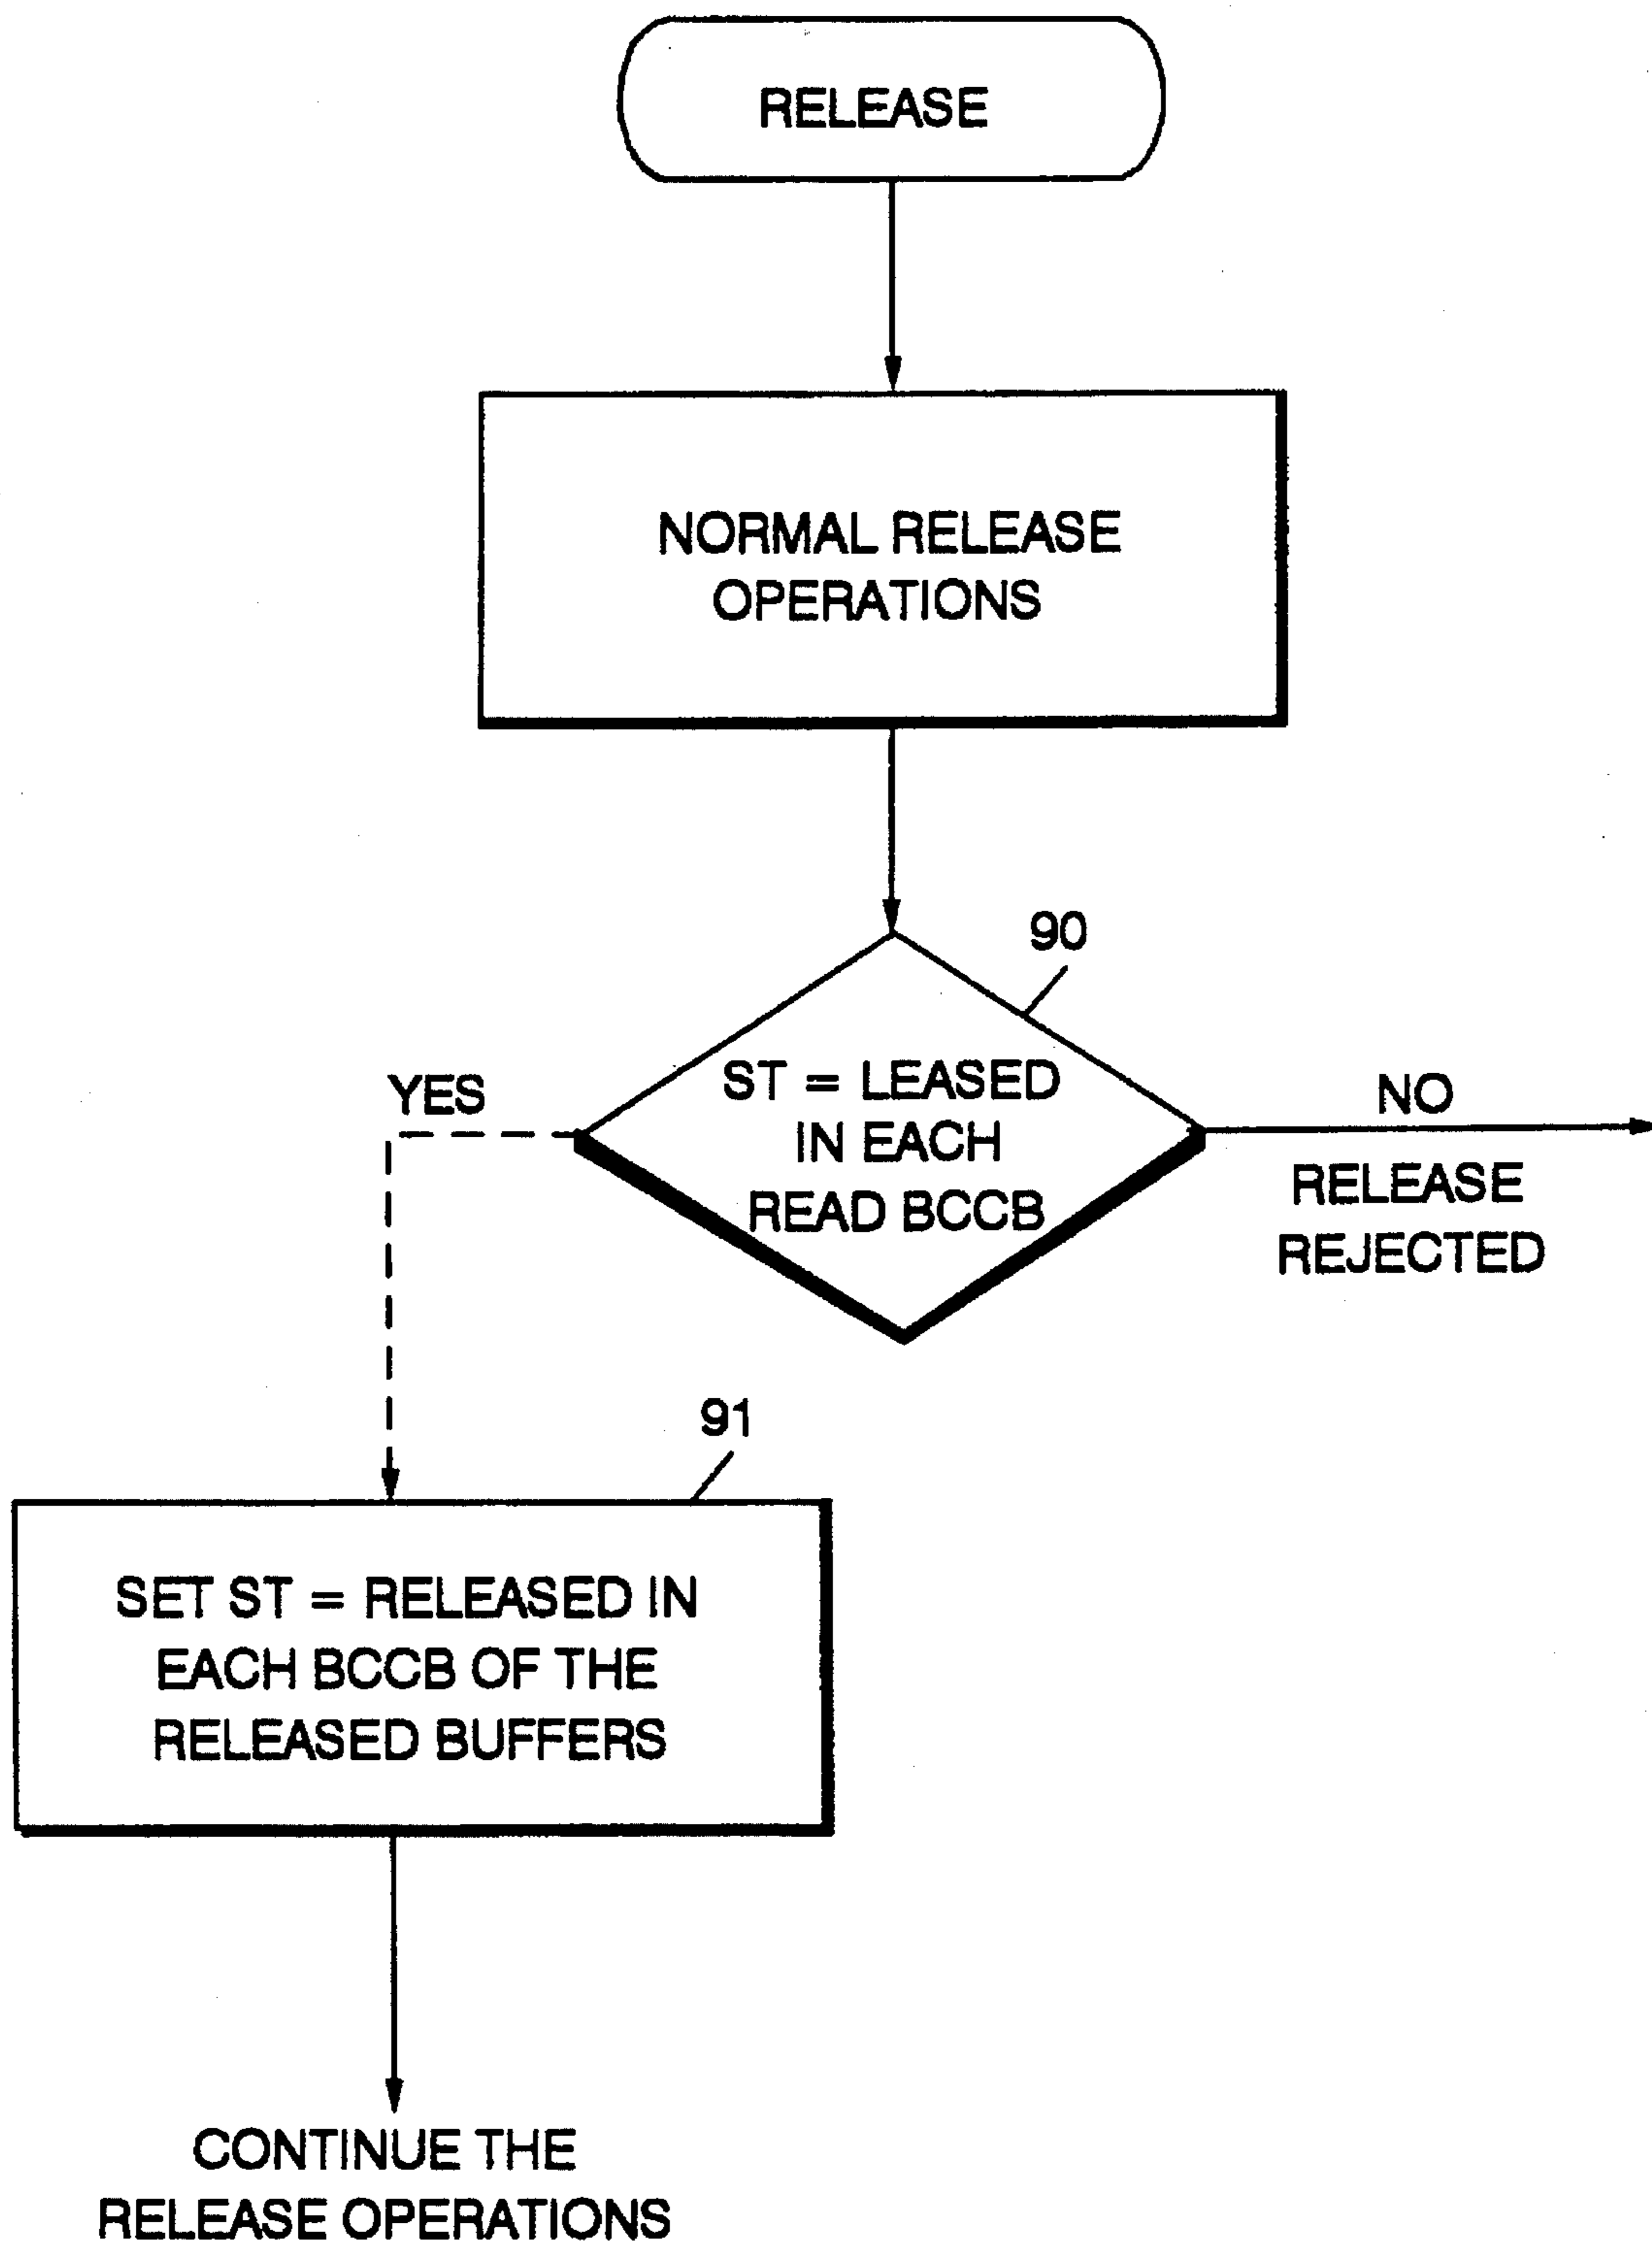 RELEASE
NORMAL RELEASE
OPERATIONS
90
ST = LEASED
IN EACH
READ BCCB
YES
NO
RELEASE
REJECTED
91
SET ST = RELEASED IN
EACH BCCB OF THE
RELEASED BUFFERS
CONTINUE THE
RELEASE OPERATIONS